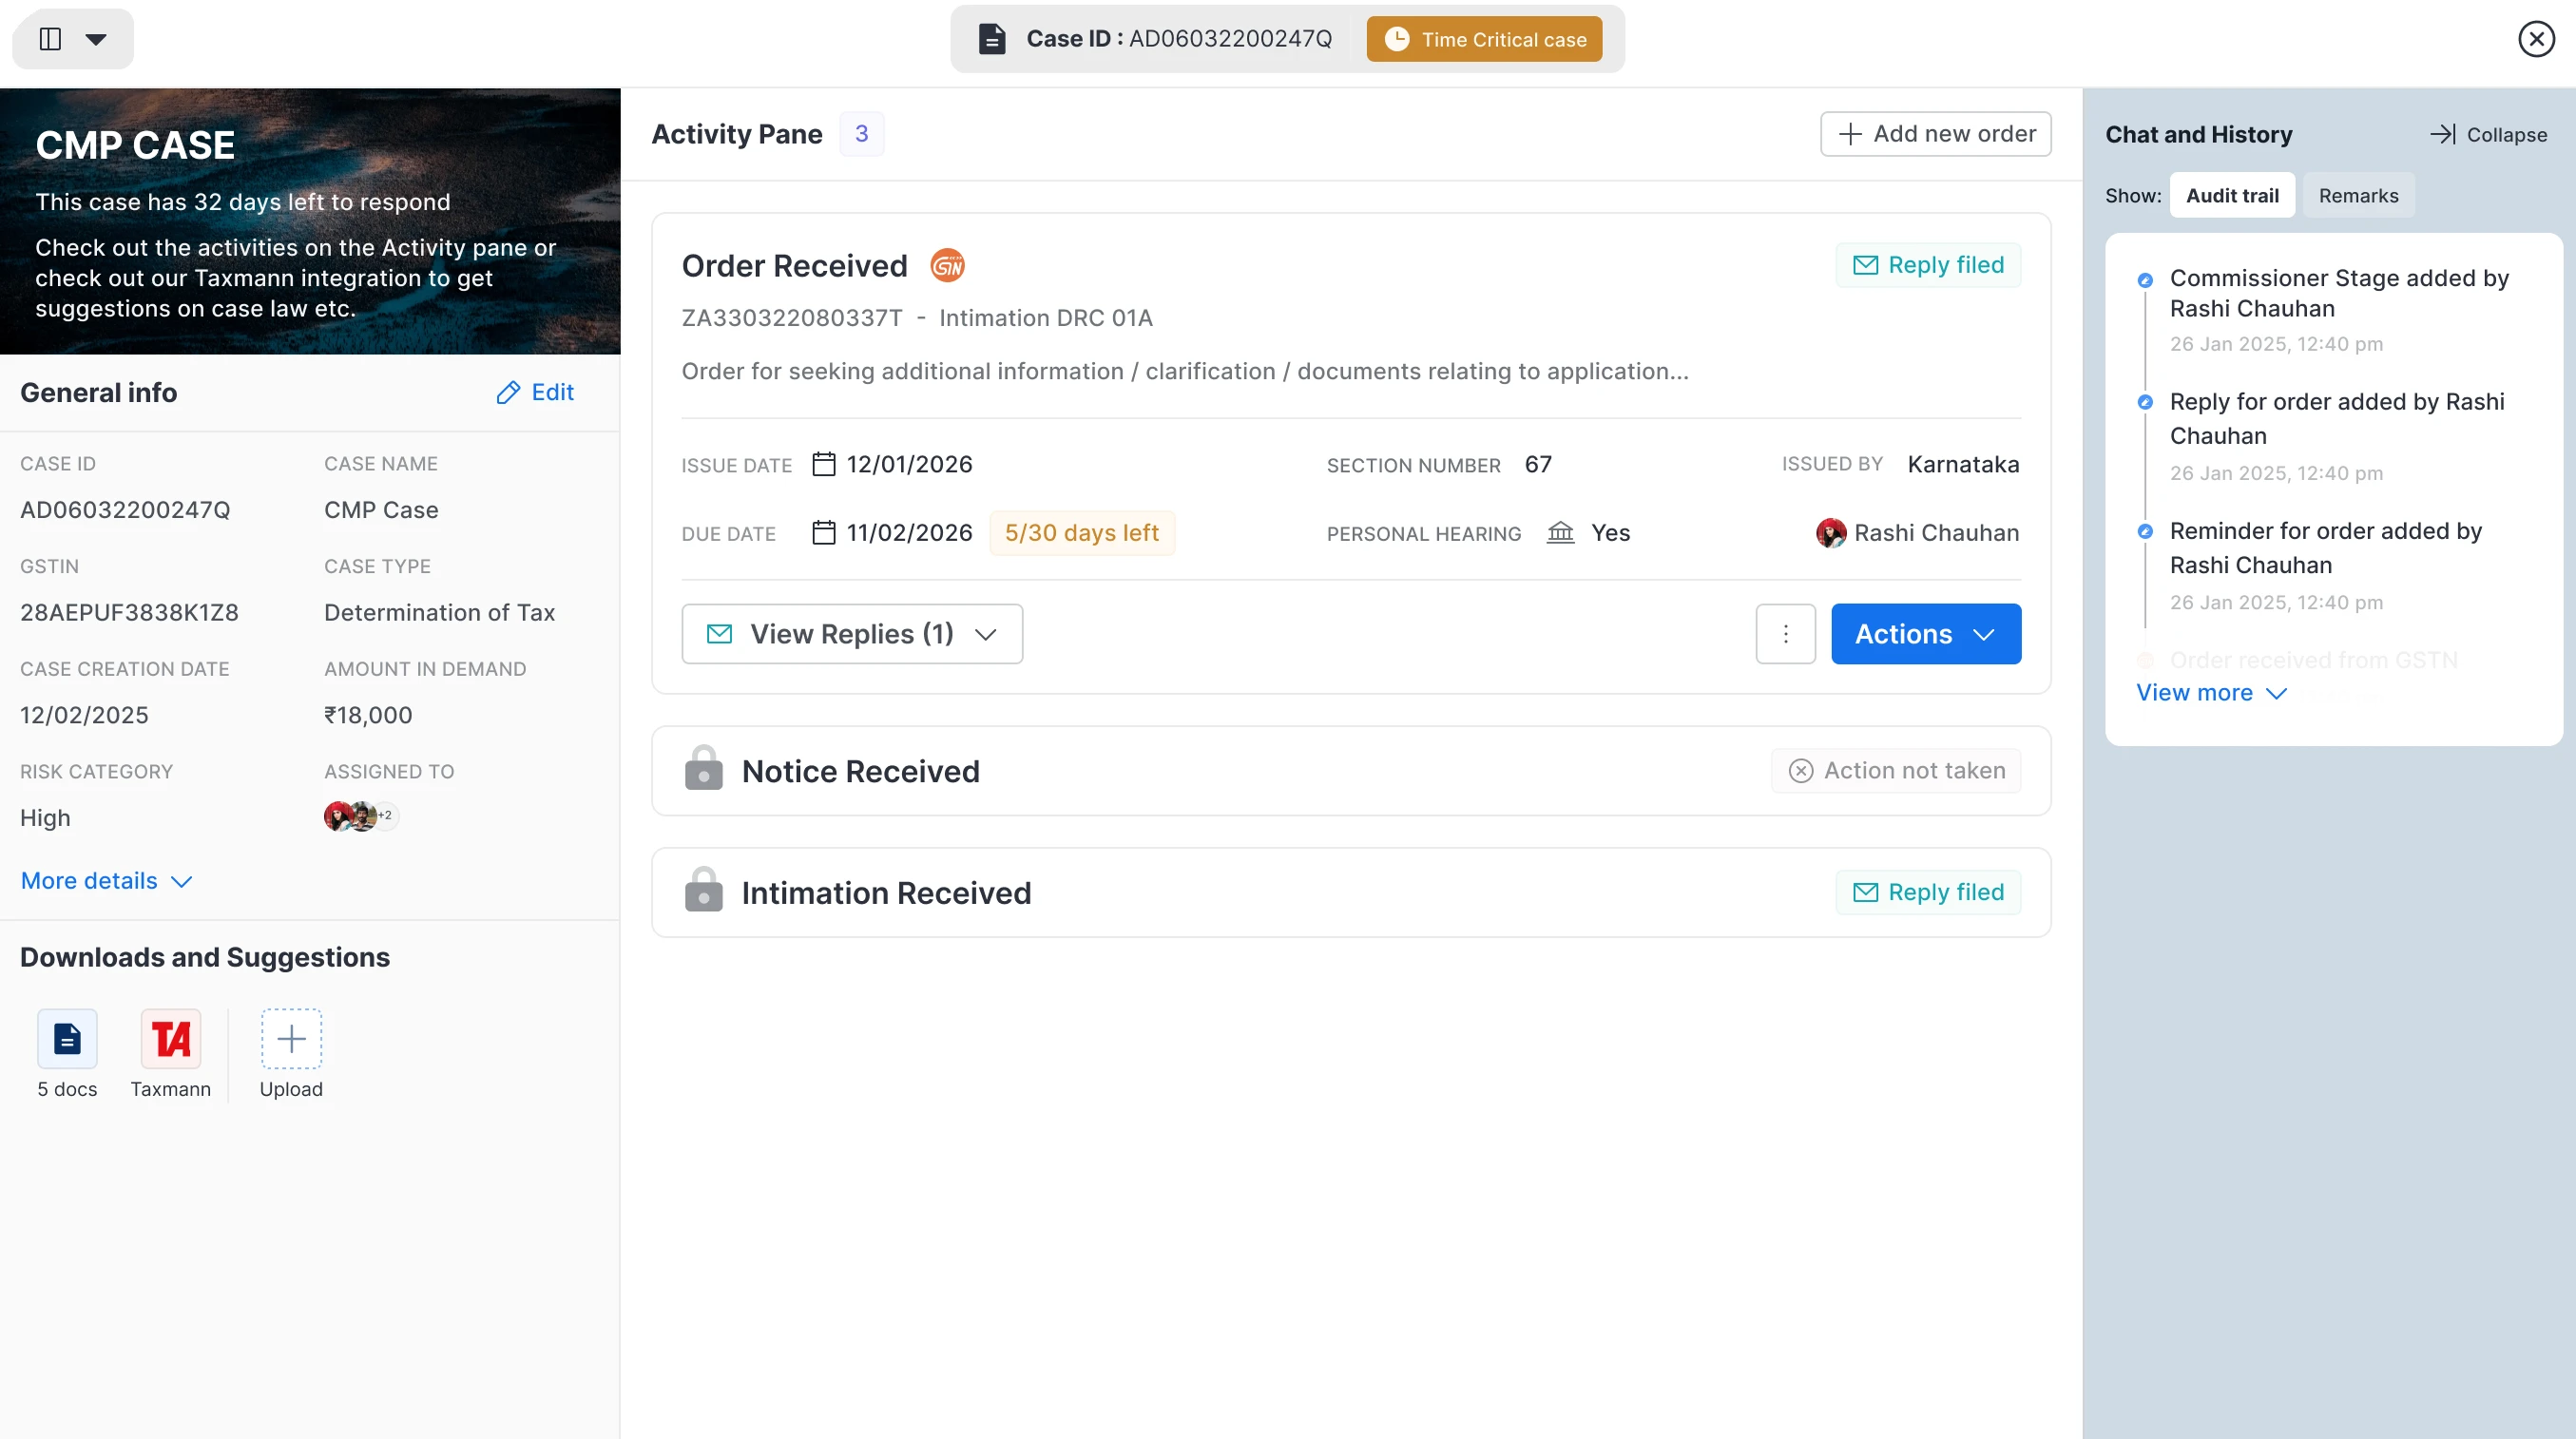 Case ID : AD06032200247Q
Time Critical case
CMP CASE
This case has 32 days left to respond
Check out the activities on the Activity pane or
check out our Taxmann integration to get
suggestions on case law etc.
General info
Edit
CASE ID
CASE NAME
AD06032200247Q
CMP Case
GSTIN
CASE TYPE
28AEPUF3838K1Z8
Determination of Tax
CASE CREATION DATE
AMOUNT IN DEMAND
12/02/2025
₹18,000
RISK CATEGORY
ASSIGNED TO
High
+2
More details
Downloads and Suggestions
TA
5 docs
Taxmann
Upload
Activity Pane 3
Add new order
Order Received
Reply filed
ZA330322080337T - Intimation DRC 01A
Order for seeking additional information / clarification / documents relating to application...
ISSUE DATE 12/01/2026
SECTION NUMBER 67
ISSUED BY Karnataka
DUE DATE 11/02/2026 5/30 days left
PERSONAL HEARING Yes
Rashi Chauhan
View Replies (1)
Actions
Notice Received
Action not taken
Intimation Received
Reply filed
Chat and History
Collapse
Show: Audit trail Remarks
Commissioner Stage added by
Rashi Chauhan
26 Jan 2025, 12:40 pm
Reply for order added by Rashi
Chauhan
26 Jan 2025, 12:40 pm
Reminder for order added by
Rashi Chauhan
26 Jan 2025, 12:40 pm
Order received from GSTN
View more